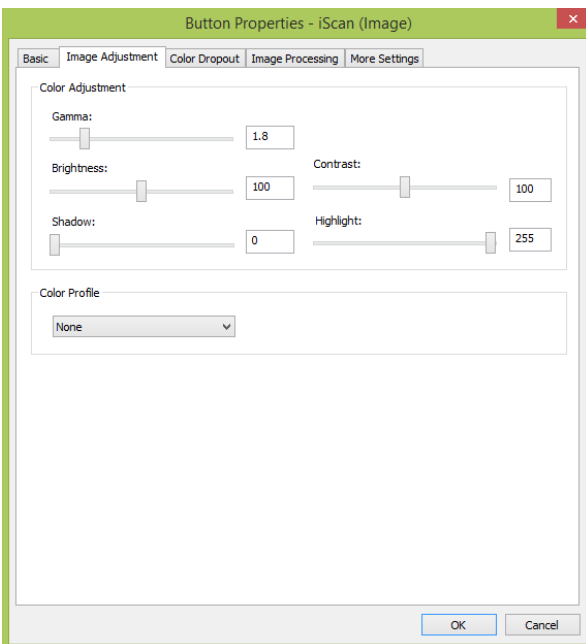 Button Properties - iScan (Image)
Basic Image Adjustment Color Dropout Image Processing More Settings
Color Adjustment
Gamma:
1.8
Brightness:
100
Contrast:
100
Shadow:
0
Highlight:
255
Color Profile
None
OK Cancel